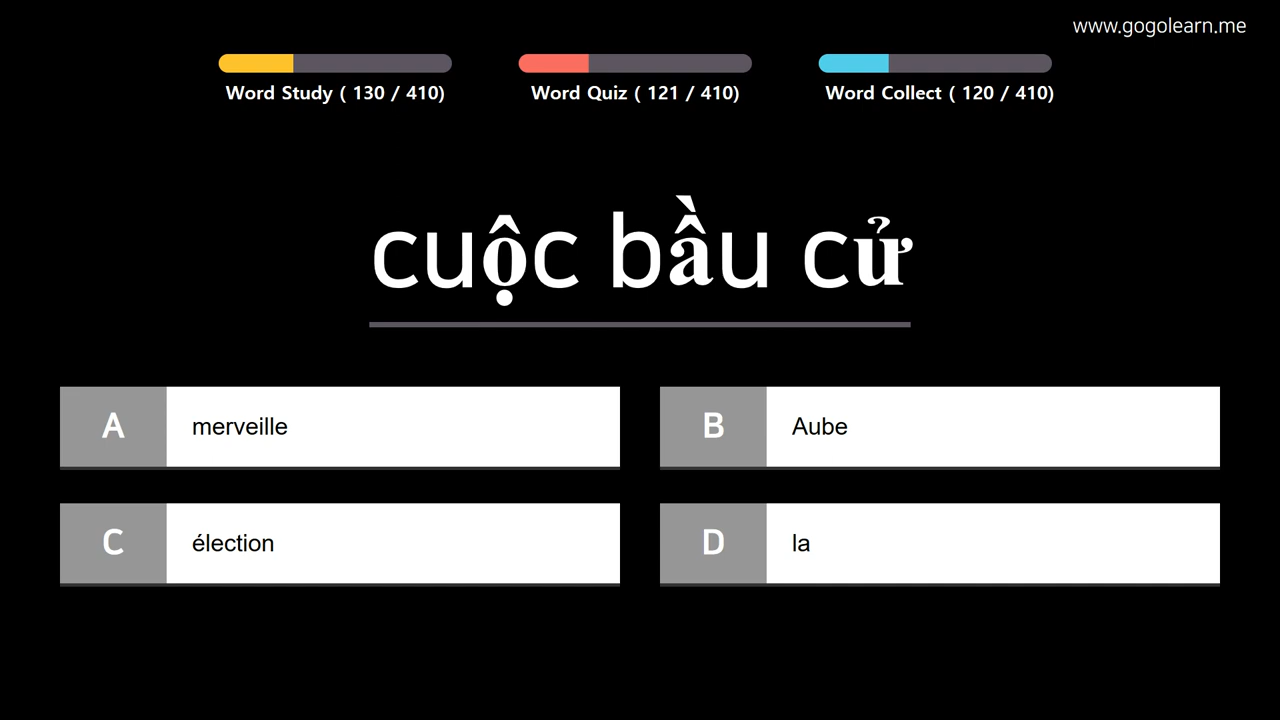 www.gogolearn.me
Word Study ( 130 / 410)
Word Quiz ( 121 / 410)
Word Collect ( 120 / 410)
cuộc bầu cử
A merveille
B Aube
C élection
D la